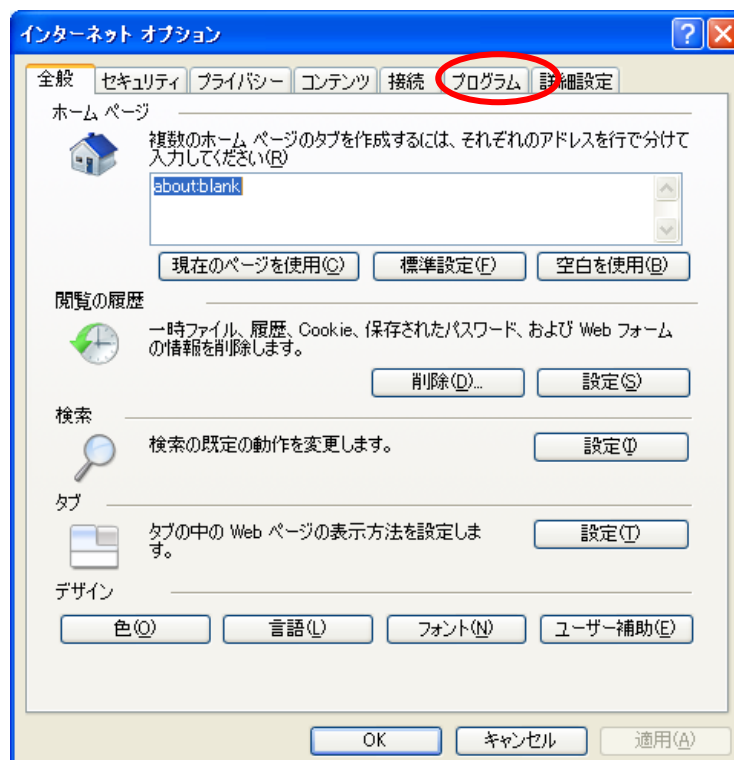 インターネット オプション
全般 セキュリティ プライバシー コンテンツ 接続 プログラム 詳細設定
ホーム ページ
複数のホーム ページのタブを作成するには、それぞれのアドレスを行で分けて
入力してください(R)
about:blank
現在のページを使用(C) 標準設定(F) 空白を使用(B)
閲覧の履歴
一時ファイル、履歴、Cookie、保存されたパスワード、および Web フォーム
の情報を削除します。
削除(D)... 設定(S)
検索
検索の既定の動作を変更します。
設定(I)
タブ
タブの中の Web ページの表示方法を設定しま
す。
設定(T)
デザイン
色(O) 言語(L) フォント(N) ユーザー補助(E)
OK キャンセル 適用(A)